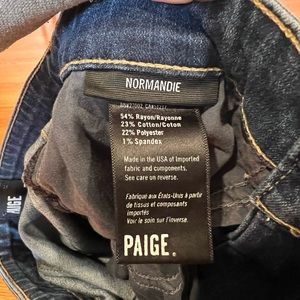 NORMANDIE
54% Rayon/Rayonne
23% Cotton/Coton
22% Polyester
1% Spandex
Made in the USA of Imported
fabric and components.
See care on reverse.
Fabriqué aux États-Unis à partir
de tissus et composants
importés
Voir le soin sur l'inverse.
PAIGE®